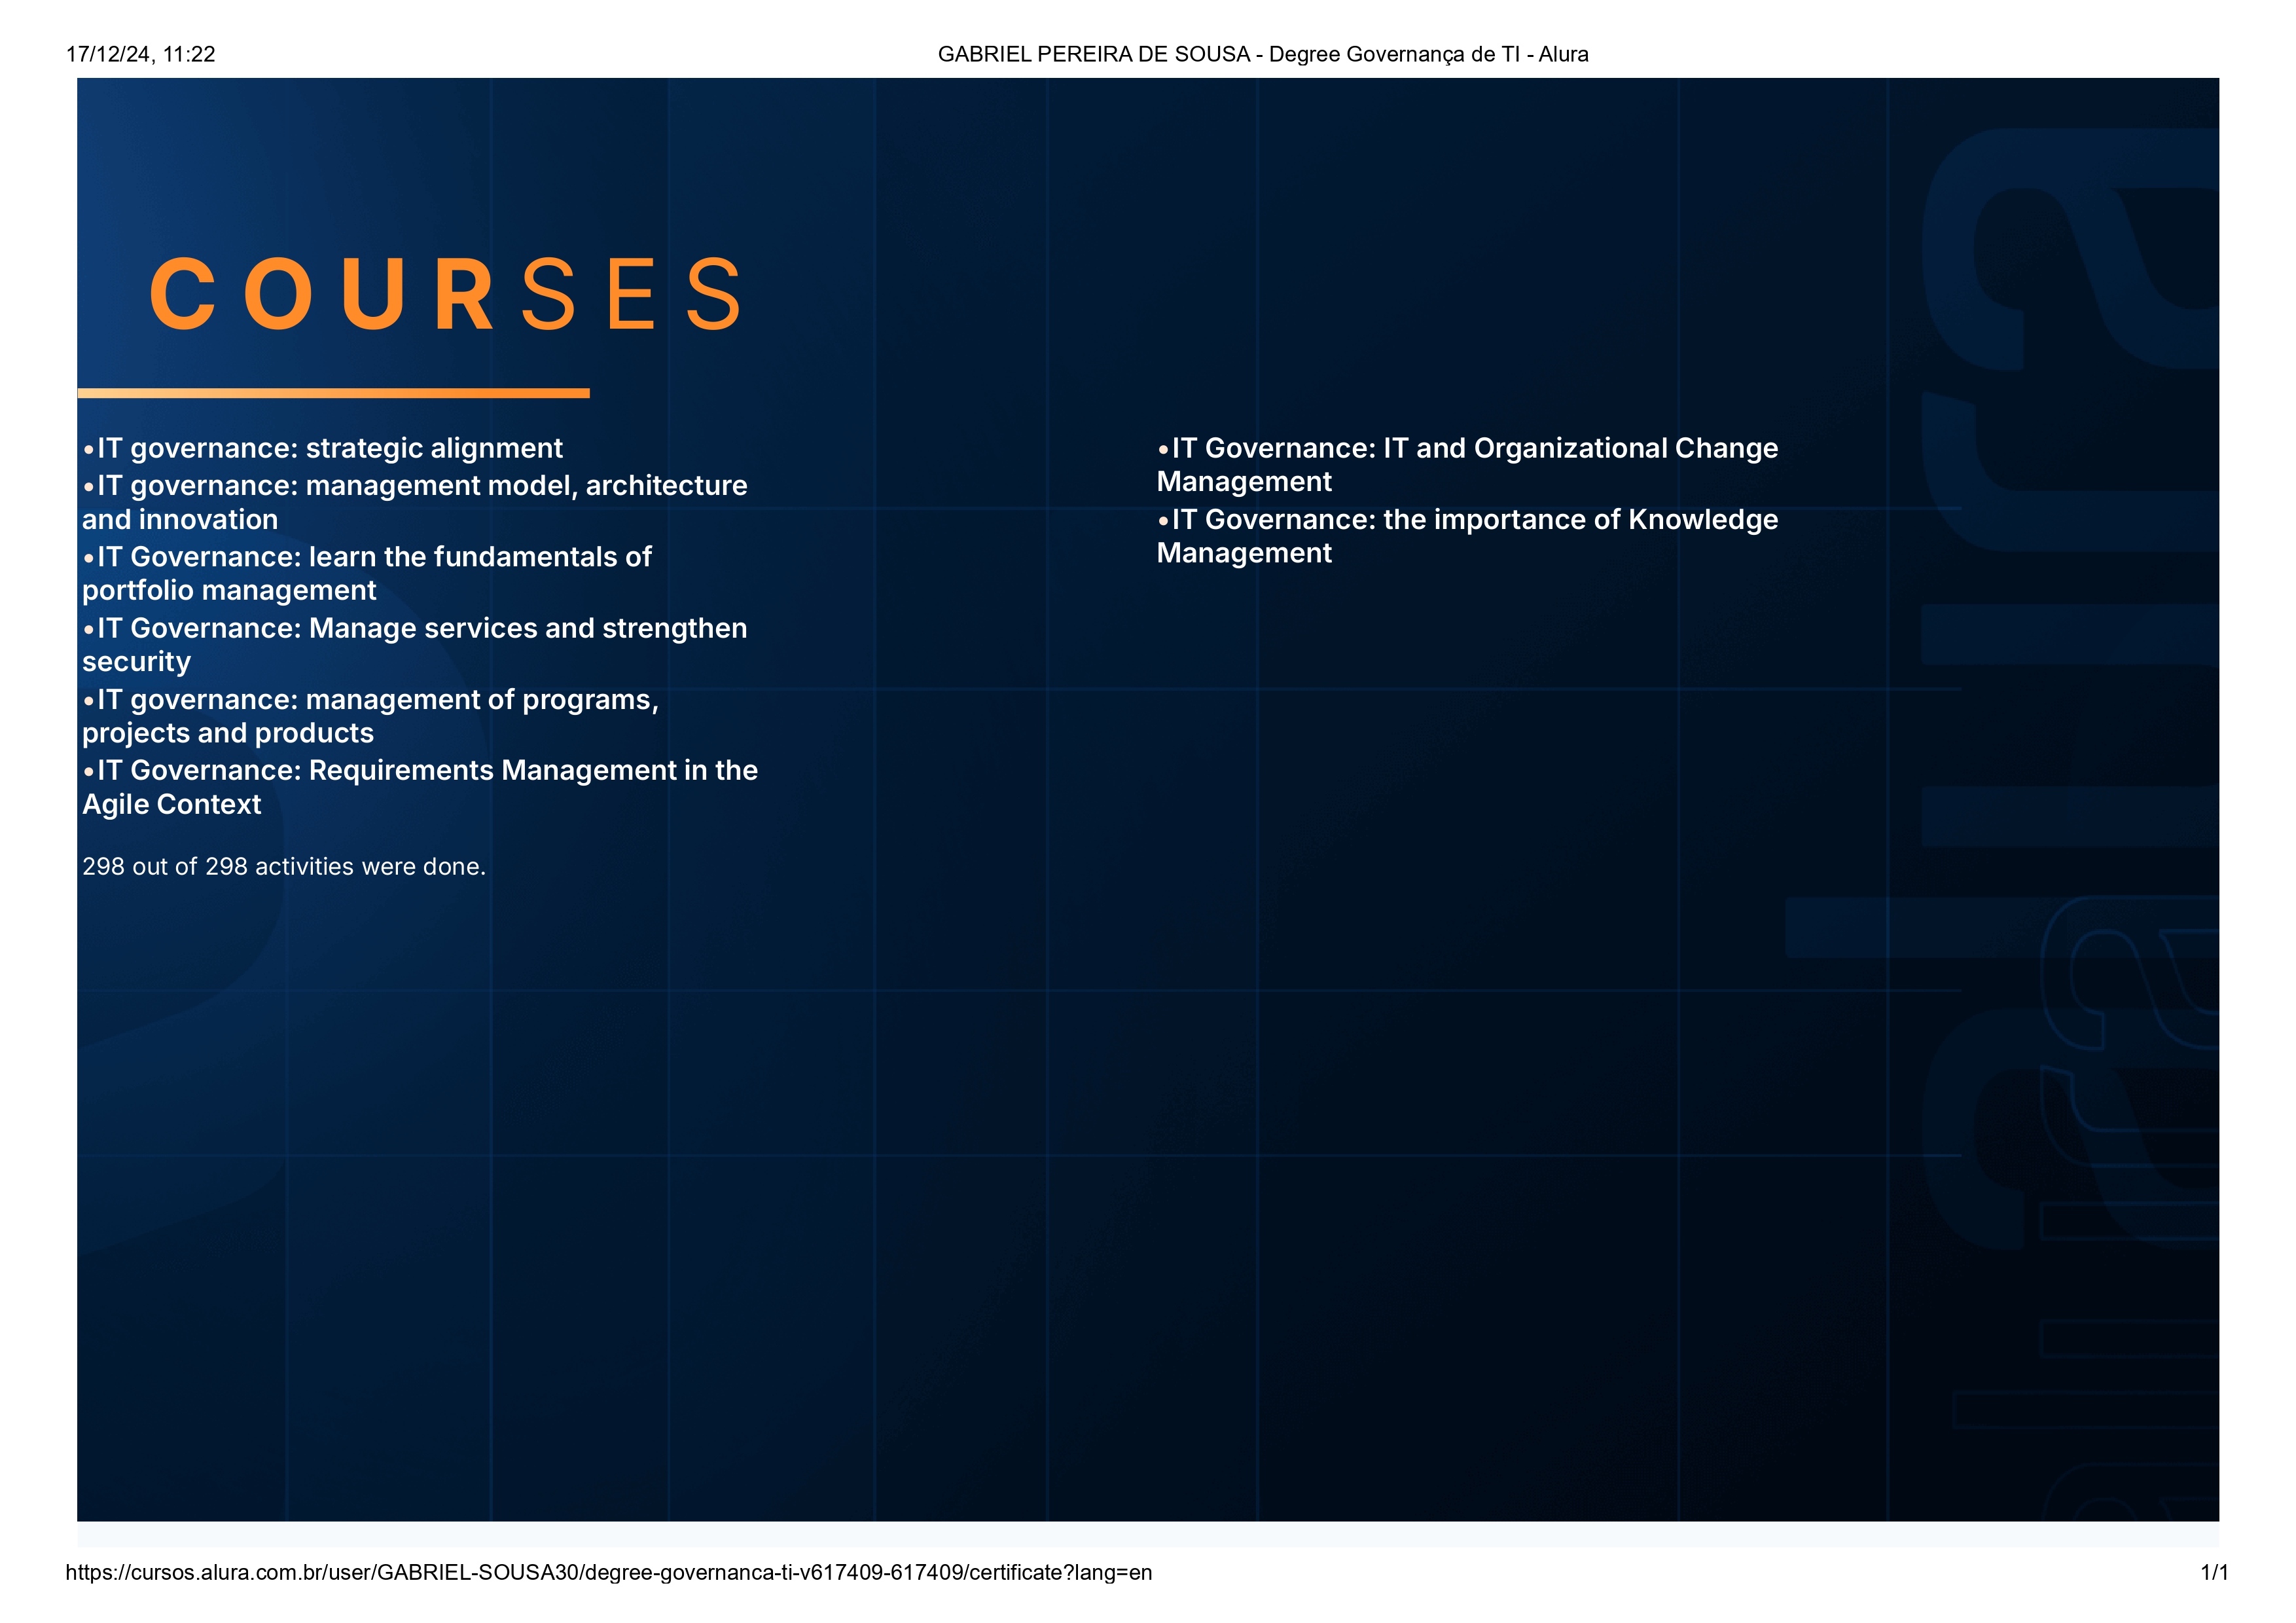 17/12/24, 11:22
GABRIEL PEREIRA DE SOUSA - Degree Governança de TI - Alura
COURSES
•IT governance: strategic alignment
•IT governance: management model, architecture
and innovation
•IT Governance: learn the fundamentals of
portfolio management
•IT Governance: Manage services and strengthen
security
•IT governance: management of programs,
projects and products
•IT Governance: Requirements Management in the
Agile Context
298 out of 298 activities were done.
•IT Governance: IT and Organizational Change
Management
•IT Governance: the importance of Knowledge
Management
alura
alura
https://cursos.alura.com.br/user/GABRIEL-SOUSA30/degree-governanca-ti-v617409-617409/certificate?lang=en
1/1